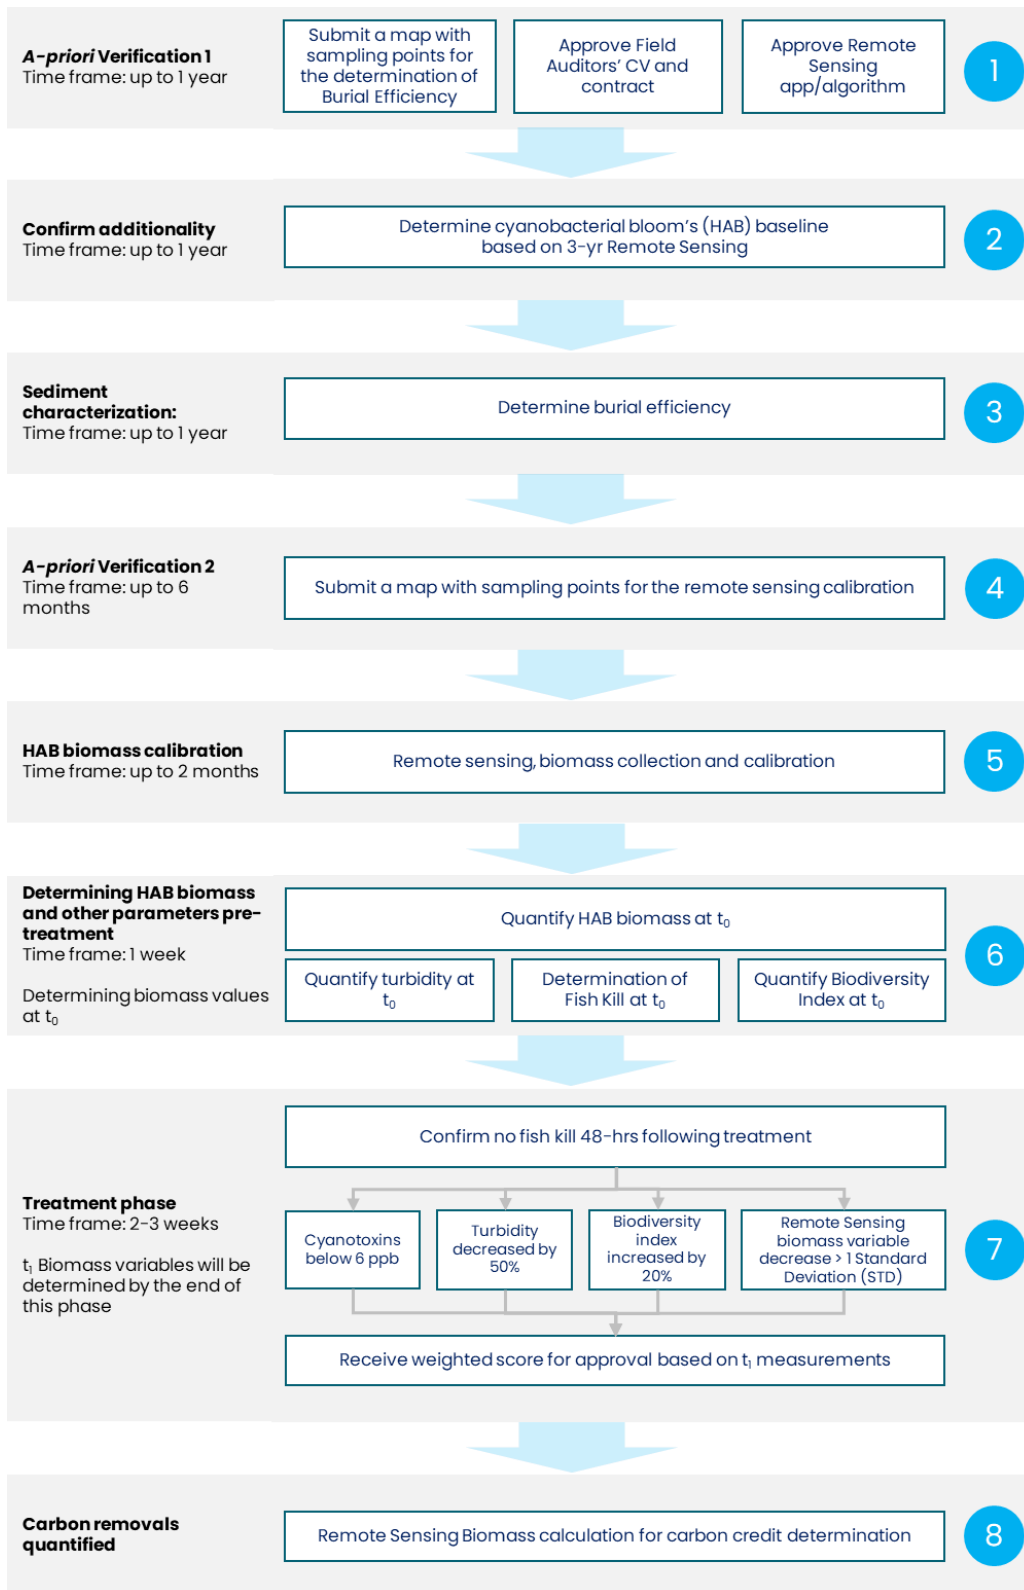 A-priori Verification 1
Time frame: up to 1 year
Submit a map with
sampling points for
the determination of
Burial Efficiency
Approve Field
Auditors' CV and
contract
Approve Remote
Sensing
app/algorithm
1
Confirm additionality
Time frame: up to 1 year
Determine cyanobacterial bloom's (HAB) baseline
based on 3-yr Remote Sensing
2
Sediment
characterization:
Time frame: up to 1 year
Determine burial efficiency
3
A-priori Verification 2
Time frame: up to 6
months
Submit a map with sampling points for the remote sensing calibration
4
HAB biomass calibration
Time frame: up to 2 months
Remote sensing, biomass collection and calibration
5
Determining HAB biomass
and other parameters pre-
treatment
Time frame: 1 week
Determining biomass values
at t₀
Quantify HAB biomass at t₀
Quantify turbidity at
t₀
Determination of
Fish Kill at t₀
Quantify Biodiversity
Index at t₀
6
Treatment phase
Time frame: 2-3 weeks
t₁ Biomass variables will be
determined by the end of
this phase
Confirm no fish kill 48-hrs following treatment
Cyanotoxins
below 6 ppb
Turbidity
decreased by
50%
Biodiversity
index
increased by
20%
Remote Sensing
biomass variable
decrease > 1 Standard
Deviation (STD)
Receive weighted score for approval based on t₁ measurements
7
Carbon removals
quantified
Remote Sensing Biomass calculation for carbon credit determination
8